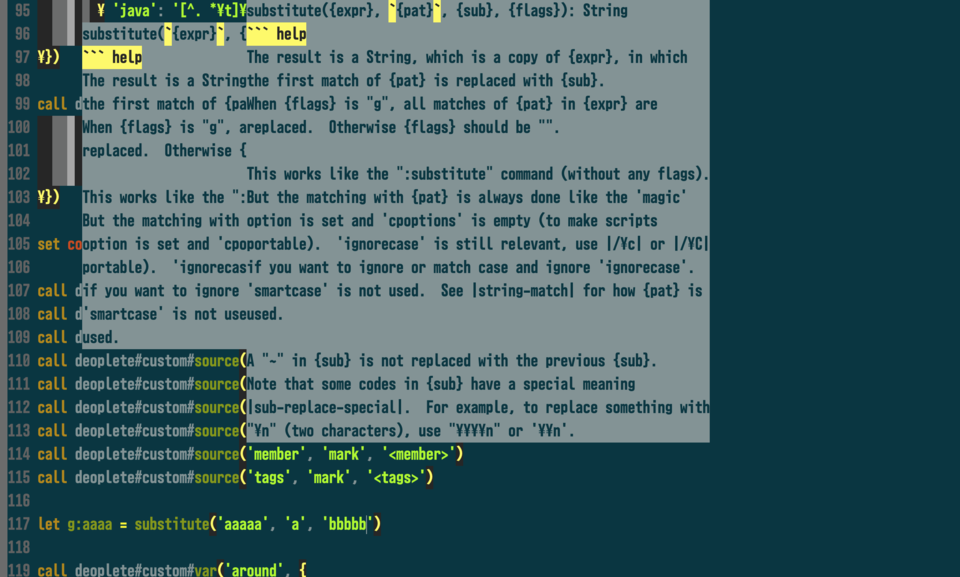 95 ¥ 'java': '[^. *¥t]¥substitute({expr}, `{pat}`, {sub}, {flags}): String
96 substitute(`{expr}`, {``` help
97 ¥}) ``` help The result is a String, which is a copy of {expr}, in which
98 The result is a Stringthe first match of {pat} is replaced with {sub}.
99 call dthe first match of {paWhen {flags} is "g", all matches of {pat} in {expr} are
100 When {flags} is "g", areplaced. Otherwise {flags} should be "".
101 replaced. Otherwise {
102 This works like the ":substitute" command (without any flags).
103 ¥}) This works like the ":But the matching with {pat} is always done like the 'magic'
104 But the matching with option is set and 'cpoptions' is empty (to make scripts
105 set cooption is set and 'cpoportable). 'ignorecase' is still relevant, use |/¥c| or |/¥C|
106 portable). 'ignorecasif you want to ignore or match case and ignore 'ignorecase'.
107 call dif you want to ignore 'smartcase' is not used. See |string-match| for how {pat} is
108 call d'smartcase' is not useused.
109 call dused.
110 call deoplete#custom#source(A "~" in {sub} is not replaced with the previous {sub}.
111 call deoplete#custom#source(Note that some codes in {sub} have a special meaning
112 call deoplete#custom#source(|sub-replace-special|. For example, to replace something with
113 call deoplete#custom#source("¥n" (two characters), use "¥¥¥¥n" or '¥¥n'.
114 call deoplete#custom#source('member', 'mark', '<member>')
115 call deoplete#custom#source('tags', 'mark', '<tags>')
116
117 let g:aaaa = substitute('aaaaa', 'a', 'bbbbb')
118
119 call deoplete#custom#var('around', {